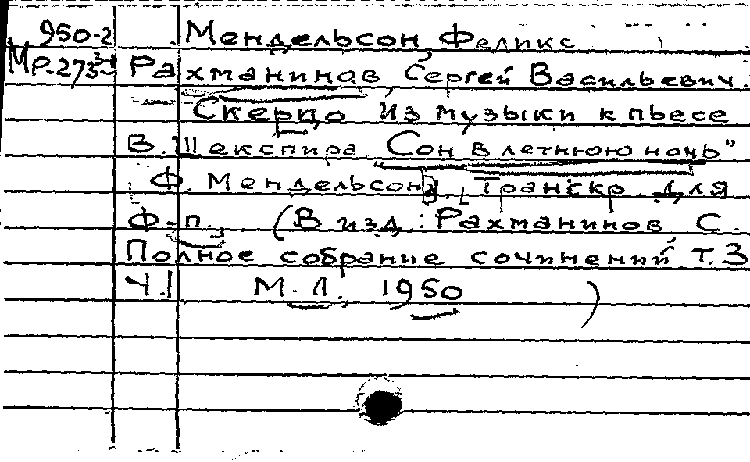 950-2 Мендельсон, Феликс
Мр-273 Рахманинов, Сергей Васильевич.
Скерцо из музыки к пьесе
В. Шекспира Сон в летнюю ночь"
Ф. Мендельсона, Транскр. для
Ф-п. (В изд.: Рахманинов С.
Полное собрание сочинений Т.3
Ч.1 М.-Л. 1950 )